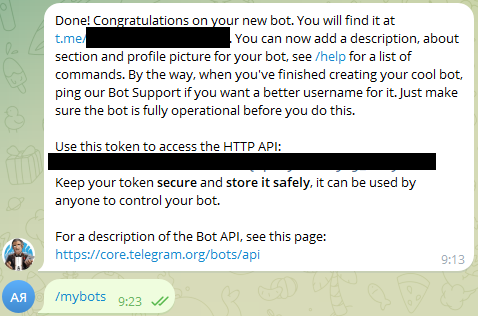 Done! Congratulations on your new bot. You will find it at
t.me/. You can now add a description, about
section and profile picture for your bot, see /help for a list of
commands. By the way, when you've finished creating your cool bot,
ping our Bot Support if you want a better username for it. Just make
sure the bot is fully operational before you do this.
Use this token to access the HTTP API:
Keep your token secure and store it safely, it can be used by
anyone to control your bot.
For a description of the Bot API, see this page:
https://core.telegram.org/bots/api
9:13
АЯ
/mybots
9:23